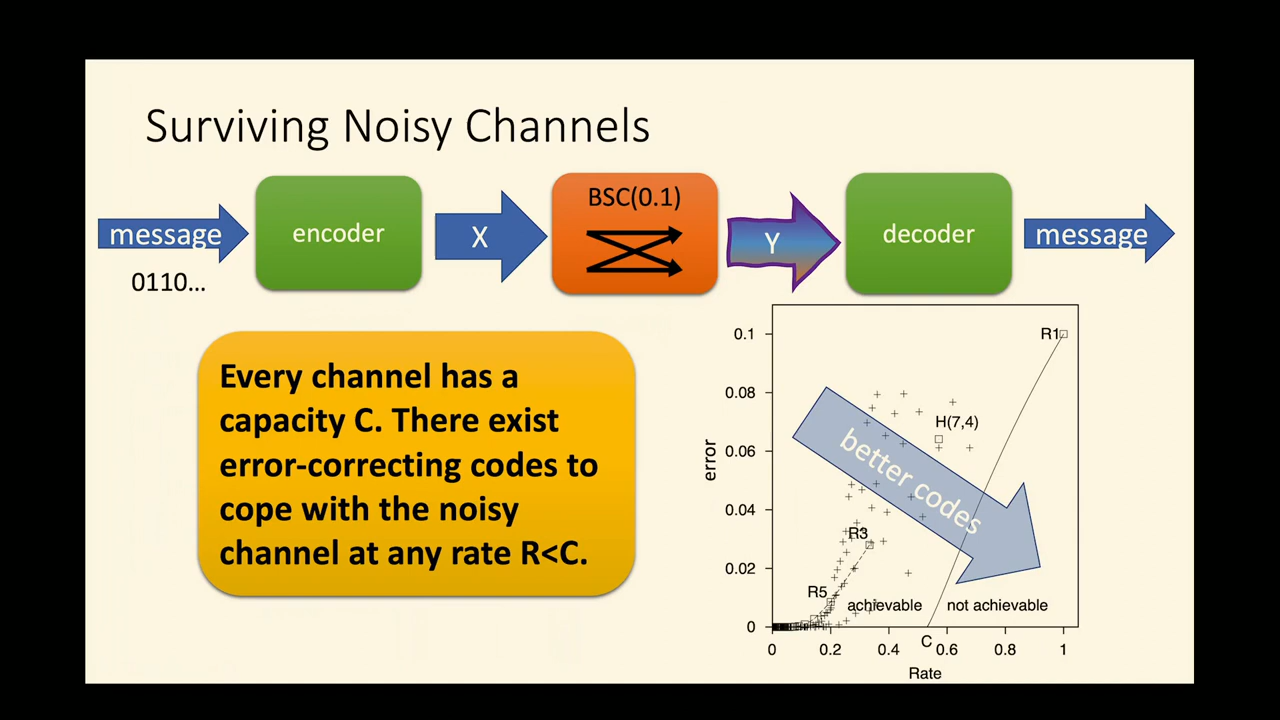 Surviving Noisy Channels
message
0110...
encoder
X
BSC(0.1)
Y
decoder
message
Every channel has a
capacity C. There exist
error-correcting codes to
cope with the noisy
channel at any rate R<C.
error
0.1
0.08
0.06
0.04
0.02
0
R1
H(7,4)
better codes
R3
R5
achievable
not achievable
C
0
0.2
0.4
0.6
0.8
1
Rate